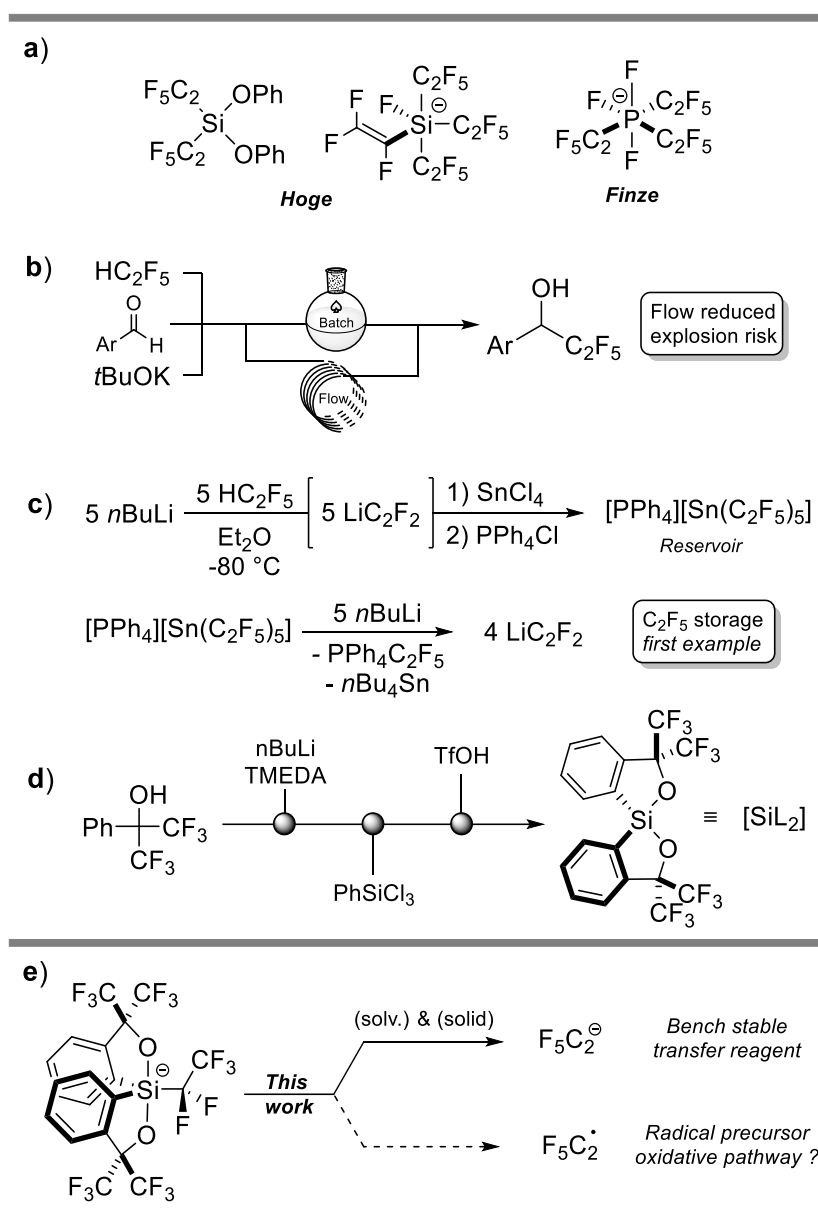 a)
F5C2
OPh
Si
F5C2
OPh
C2F5
F
F
⊖
F
Si
C2F5
F
C2F5
Hoge
F
F
⊖
C2F5
P
F5C2
C2F5
F
Finze
b)
HC2F5
O
Ar
H
tBuOK
Batch
Flow
OH
Ar
C2F5
Flow reduced
explosion risk
c)
5 nBuLi
5 HC2F5
Et2O
-80 °C
5 LiC2F2
1) SnCl4
2) PPh4Cl
[PPh4][Sn(C2F5)5]
Reservoir
[PPh4][Sn(C2F5)5]
5 nBuLi
- PPh4C2F5
- nBu4Sn
4 LiC2F2
C2F5 storage
first example
d)
OH
Ph
CF3
CF3
nBuLi
TMEDA
PhSiCl3
TfOH
CF3
CF3
O
Si
O
CF3
CF3
≡ [SiL2]
e)
F3C CF3
O
⊖
Si
CF3
F
F
O
F3C CF3
This
work
(solv.) & (solid)
F5C2⊖
Bench stable
transfer reagent
F5C2•
Radical precursor
oxidative pathway ?